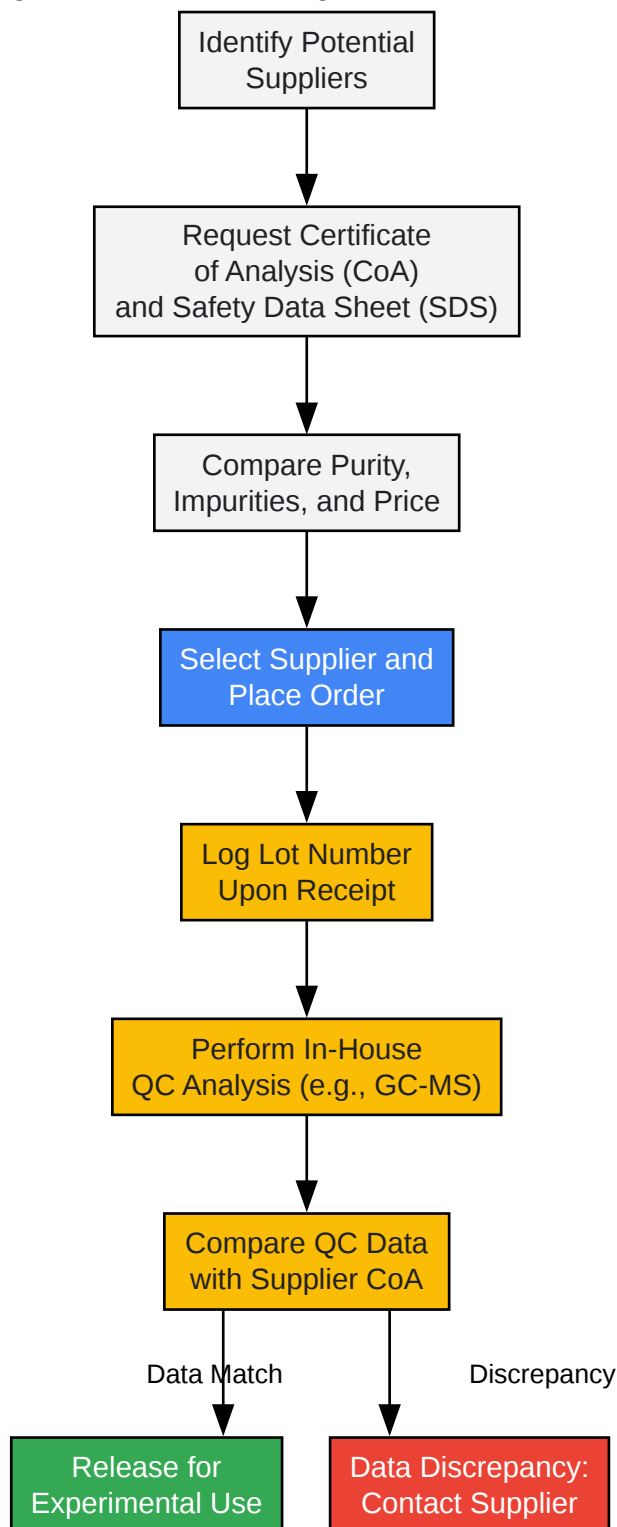 Identify Potential
Suppliers
Request Certificate
of Analysis (CoA)
and Safety Data Sheet (SDS)
Compare Purity,
Impurities, and Price
Select Supplier and
Place Order
Log Lot Number
Upon Receipt
Perform In-House
QC Analysis (e.g., GC-MS)
Compare QC Data
with Supplier CoA
Data Match
Discrepancy
Release for
Experimental Use
Data Discrepancy:
Contact Supplier